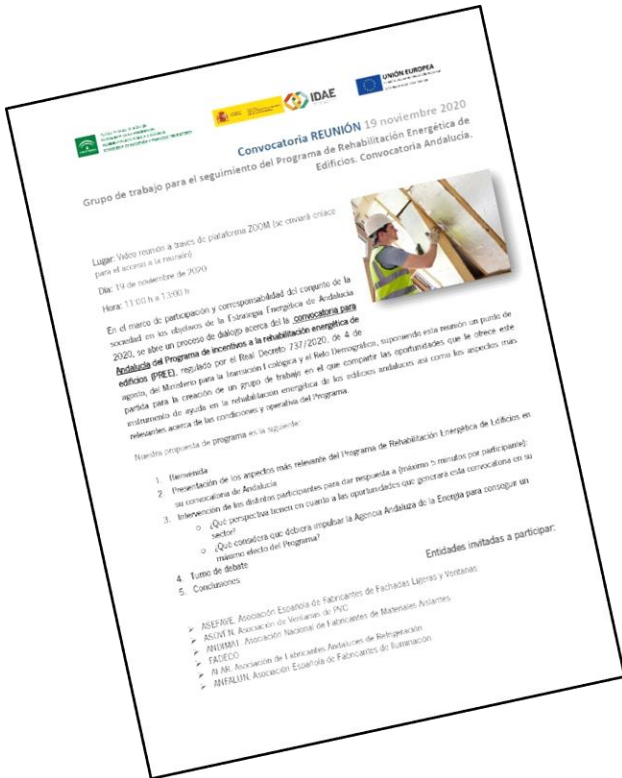 IDAE
UNIÓN EUROPEA
Convocatoria REUNIÓN 19 noviembre 2020
Grupo de trabajo para el seguimiento del Programa de Rehabilitación Energética de
Edificios. Convocatoria Andalucía.
Lugar: Video reunión a traves de plataforma ZOOM (se enviará enlace
para el acceso a la reunión)
Día: 19 de noviembre de 2020
Hora: 11:00 h a 13:00 h
En el marco de participación y corresponsabilidad del conjunto de la
sociedad en los objetivos de la Estrategia Energética de Andalucía
2020, se abre un proceso de diálogo acerca del la convocatoria para
Andalucía del Programa de incentivos a la rehabilitación energética de
edificios (PREE), regulado por el Real Decreto 737/2020, de 4 de
agosto, del Ministerio para la Transición Ecológica y el Reto Demográfico, suponiendo esta reunión un punto de
partida para la creación de un grupo de trabajo en el que compartir las oportunidades que le ofrece este
instrumento de ayuda en la rehabilitación energética de los edificios andaluces así como los aspectos más
relevantes acerca de las condiciones y operativa del Programa.
Nuestra propuesta de programa es la siguiente:
1. Bienvenida
2. Presentación de los aspectos más relevante del Programa de Rehabilitación Energética de Edificios en
su convocatoria de Andalucía
3. Intervención de los distintos participantes para dar respuesta a (máximo 5 minutos por participante):
o ¿Qué perspectiva tienen en cuanto a las oportunidades que generará esta convocatoria en su
sector?
o ¿Qué considera que debiera impulsar la Agencia Andaluza de la Energía para conseguir un
máximo efecto del Programa?
4. Turno de debate
5. Conclusiones
Entidades invitadas a participar:
➢ ASEFAVE. Asociación Española de Fabricantes de Fachadas Ligeras y Ventanas
➢ ASOVEN. Asociación de Ventanas de PVC
➢ ANDIMAT. Asociación Nacional de Fabricantes de Materiales Aislantes
➢ FADECO
➢ AFAR. Asociación de Fabricantes Andaluces de Refrigeración
➢ ANFALUN. Asociación Española de Fabricantes de Iluminación